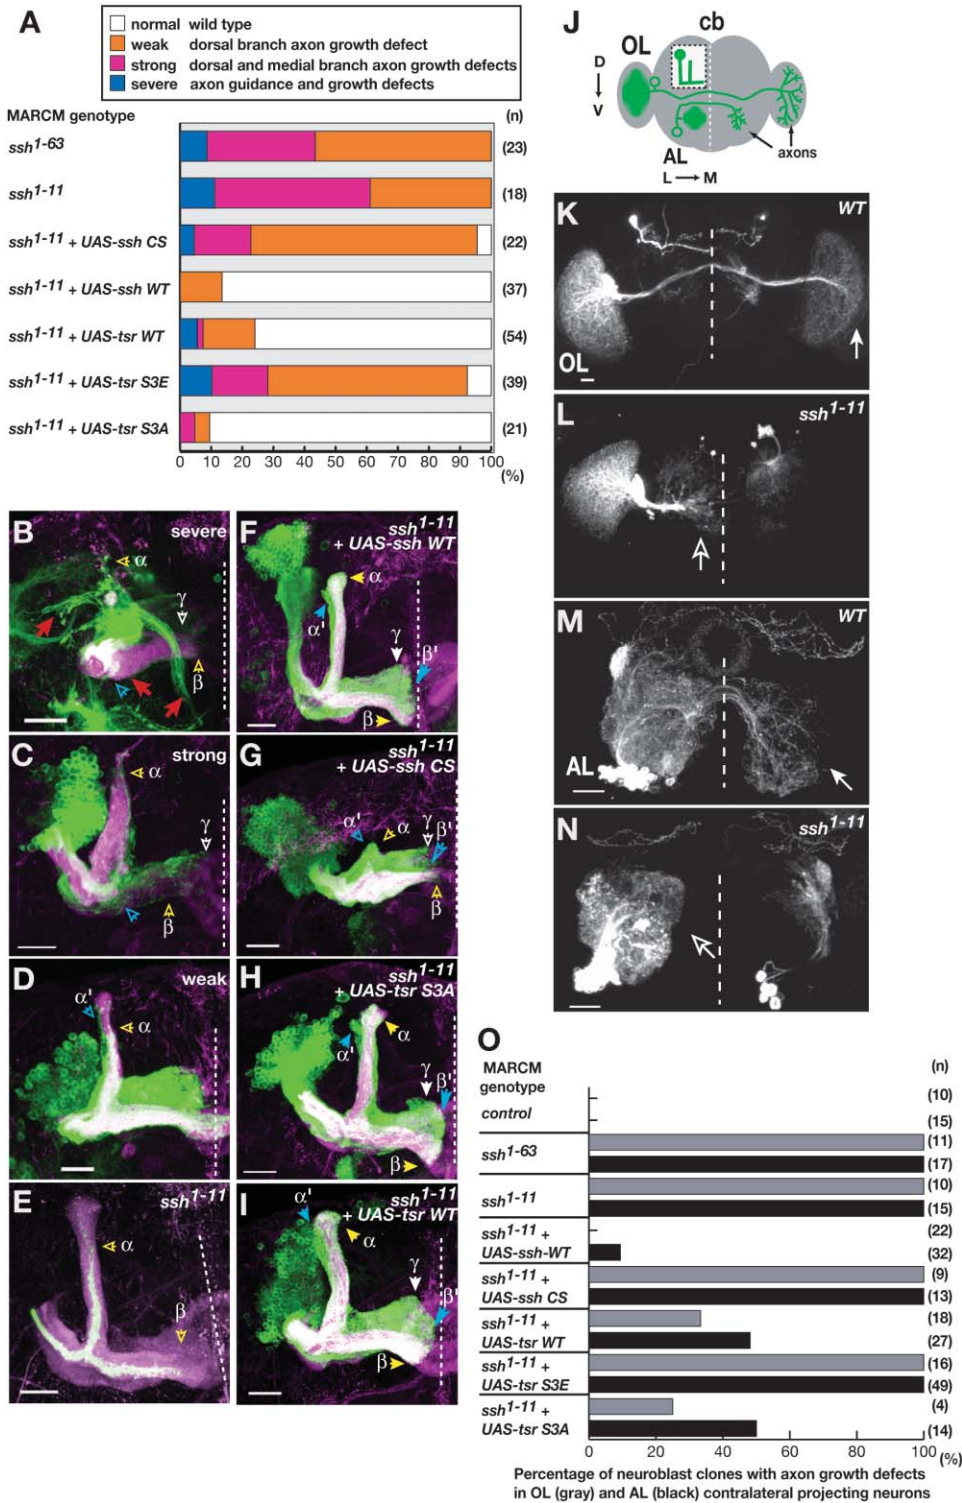 A
normal wild type
weak dorsal branch axon growth defect
strong dorsal and medial branch axon growth defects
severe axon guidance and growth defects
MARCM genotype (n)
ssh1-63 (23)
ssh1-11 (18)
ssh1-11 + UAS-ssh CS (22)
ssh1-11 + UAS-ssh WT (37)
ssh1-11 + UAS-tsr WT (54)
ssh1-11 + UAS-tsr S3E (39)
ssh1-11 + UAS-tsr S3A (21)
0 10 20 30 40 50 60 70 80 90 100
(%)
B severe
α
γ
β
C strong
α
γ
β
D weak
α'
α
E ssh1-11
α
β
F ssh1-11
+ UAS-ssh WT
α
α'
γ
β'
β
G ssh1-11
+ UAS-ssh CS
α'
α
γ
β'
β
H ssh1-11
+ UAS-tsr S3A
α
α'
γ
β'
β
I ssh1-11
+ UAS-tsr WT
α'
α
γ
β'
β
J
cb
OL
D
V
AL
axons
L M
K WT
OL
L ssh1-11
M WT
AL
N ssh1-11
O
MARCM (n)
genotype
(10)
control
(15)
ssh1-63 (11)
(17)
ssh1-11 (10)
(15)
ssh1-11 + (22)
UAS-ssh-WT (32)
ssh1-11 + (9)
UAS-ssh CS (13)
ssh1-11 + (18)
UAS-tsr WT (27)
ssh1-11 + (16)
UAS-tsr S3E (49)
ssh1-11 + (4)
UAS-tsr S3A (14)
0 20 40 60 80 100 (%)
Percentage of neuroblast clones with axon growth defects
in OL (gray) and AL (black) contralateral projecting neurons